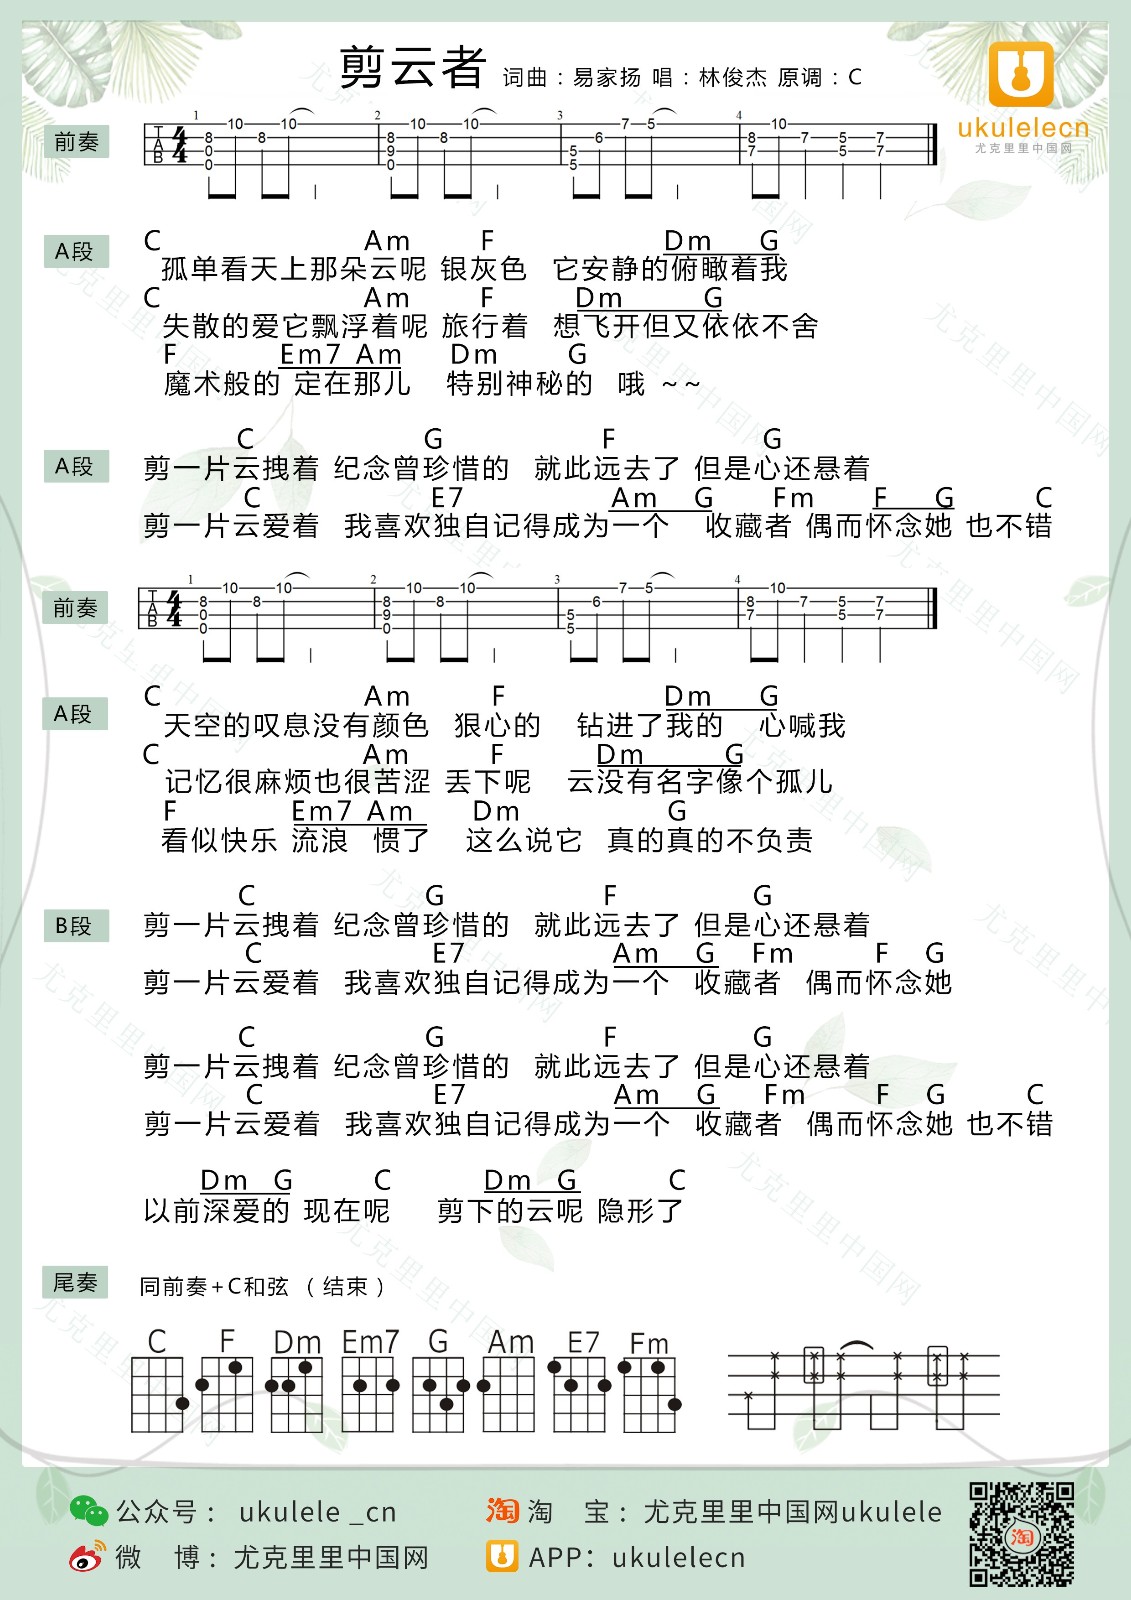 剪云者 词曲：易家扬 唱：林俊杰 原调：C
ukulelecn
尤克里里中国网
前奏
1 10 10 2 10 10 3 7 5 4 10
T 4 8 8 8 8 6 8 7 5 7
A 4 0 9 5 7 5 7
B 0 0 5
A段
C Am F Dm G
孤单看天上那朵云呢 银灰色 它安静的俯瞰着我
C Am F Dm G
失散的爱它飘浮着呢 旅行着 想飞开但又依依不舍
F Em7 Am Dm G
魔术般的 定在那儿 特别神秘的 哦 ~~
A段
C G F G
剪一片云拽着 纪念曾珍惜的 就此远去了 但是心还悬着
C E7 Am G Fm F G C
剪一片云爱着 我喜欢独自记得成为一个 收藏者 偶而怀念她 也不错
前奏
1 10 10 2 10 10 3 7 5 4 10
T 4 8 8 8 8 6 8 7 5 7
A 4 0 9 5 7 5 7
B 0 0 5
A段
C Am F Dm G
天空的叹息没有颜色 狠心的 钻进了我的 心喊我
C Am F Dm G
记忆很麻烦也很苦涩 丢下呢 云没有名字像个孤儿
F Em7 Am Dm G
看似快乐 流浪 惯了 这么说它 真的真的不负责
B段
C G F G
剪一片云拽着 纪念曾珍惜的 就此远去了 但是心还悬着
C E7 Am G Fm F G
剪一片云爱着 我喜欢独自记得成为一个 收藏者 偶而怀念她
C G F G
剪一片云拽着 纪念曾珍惜的 就此远去了 但是心还悬着
C E7 Am G Fm F G C
剪一片云爱着 我喜欢独自记得成为一个 收藏者 偶而怀念她 也不错
Dm G C Dm G C
以前深爱的 现在呢 剪下的云呢 隐形了
尾奏
同前奏+C和弦 （结束）
C F Dm Em7 G Am E7 Fm
公众号： ukulele _cn
淘 淘 宝：尤克里里中国网ukulele
微 博：尤克里里中国网
APP：ukulelecn
淘